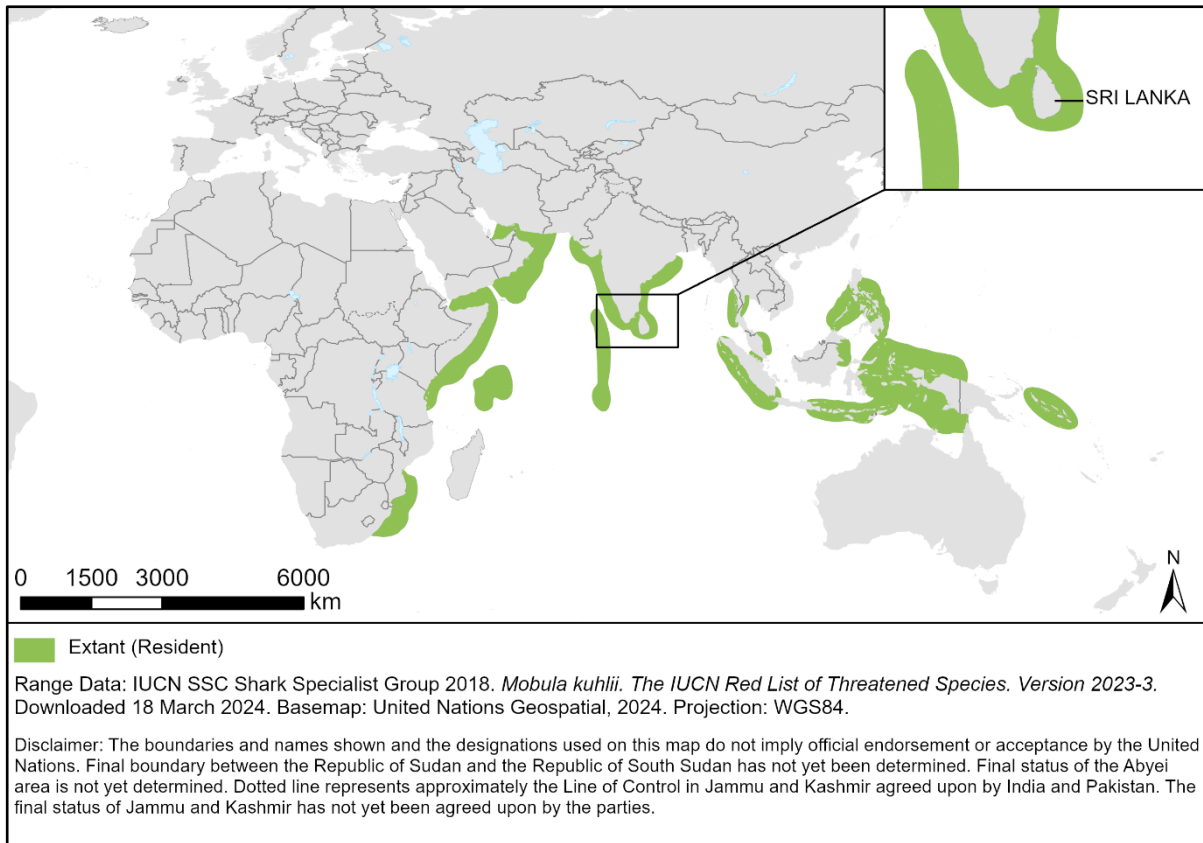 SRI LANKA
N
0 1500 3000 6000
km
Extant (Resident)
Range Data: IUCN SSC Shark Specialist Group 2018. Mobula kuhlii. The IUCN Red List of Threatened Species. Version 2023-3.
Downloaded 18 March 2024. Basemap: United Nations Geospatial, 2024. Projection: WGS84.
Disclaimer: The boundaries and names shown and the designations used on this map do not imply official endorsement or acceptance by the United
Nations. Final boundary between the Republic of Sudan and the Republic of South Sudan has not yet been determined. Final status of the Abyei
area is not yet determined. Dotted line represents approximately the Line of Control in Jammu and Kashmir agreed upon by India and Pakistan. The
final status of Jammu and Kashmir has not yet been agreed upon by the parties.